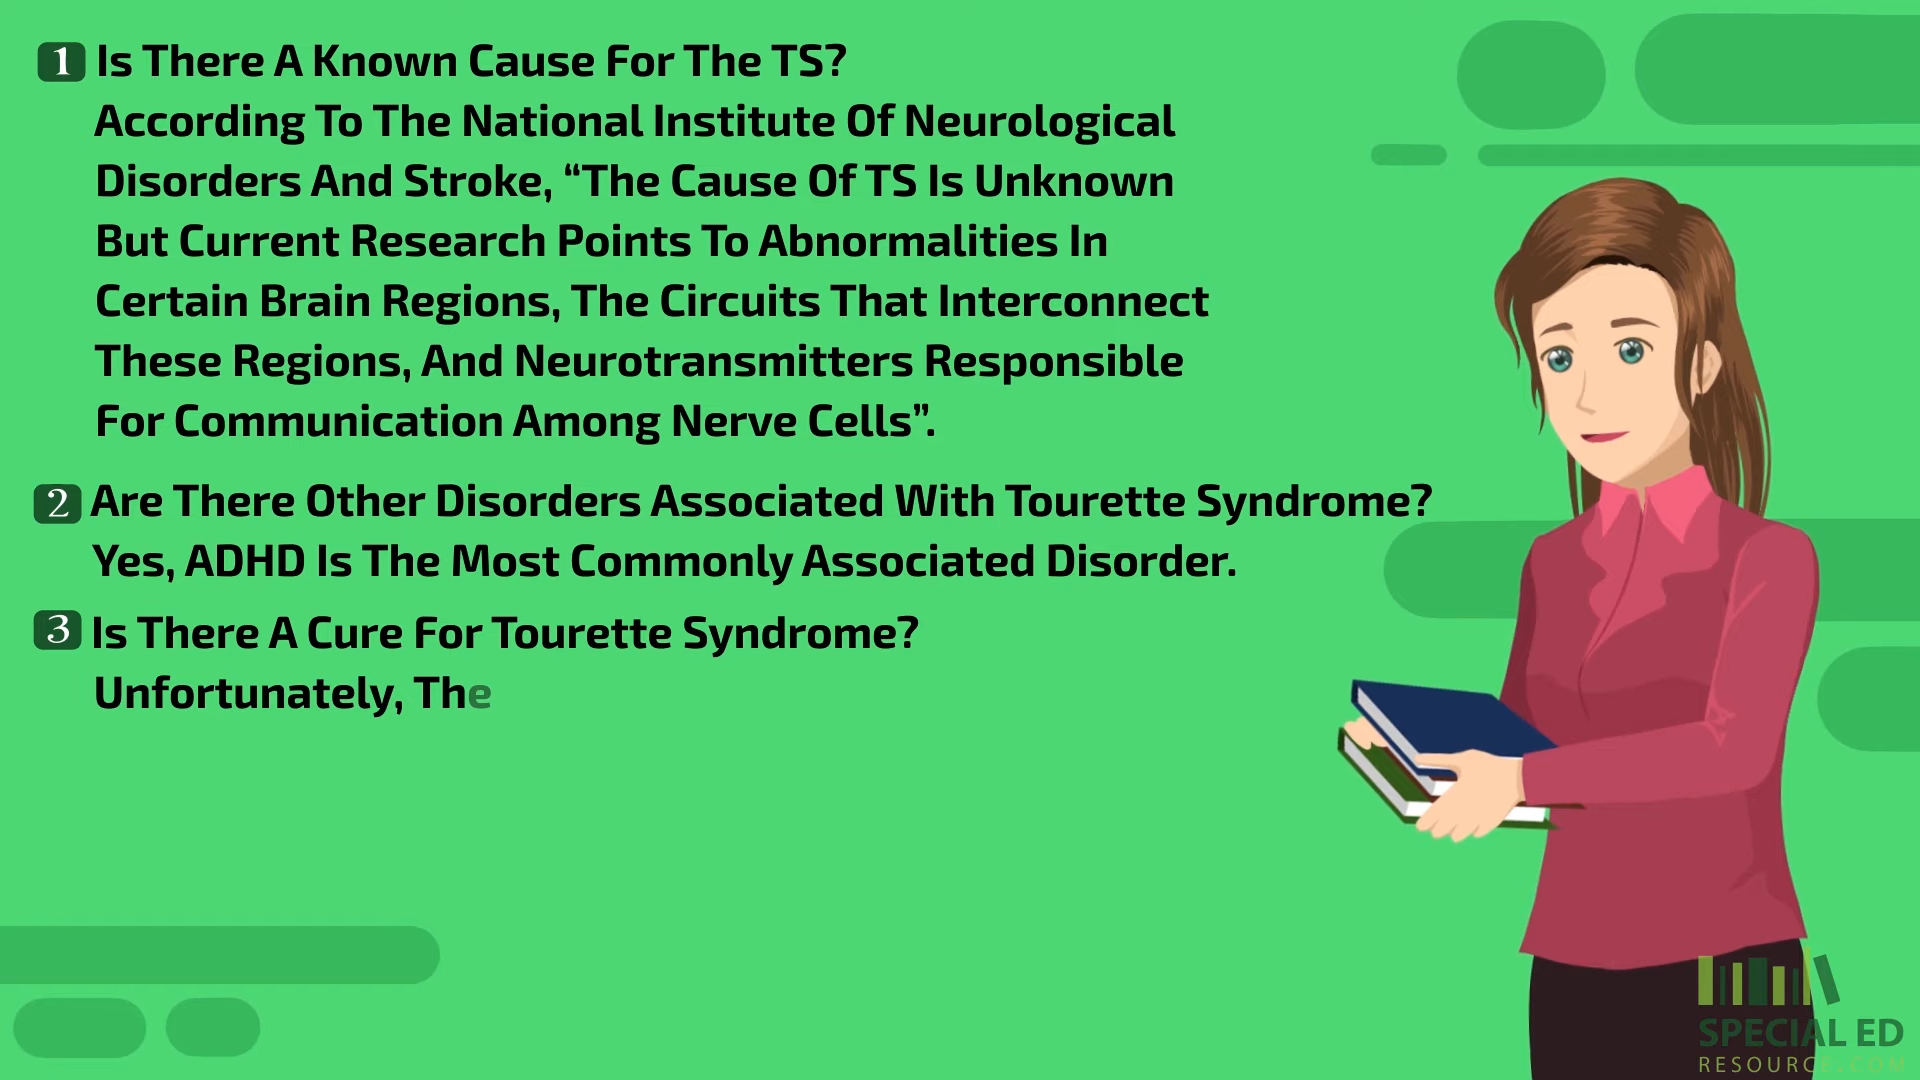 1 Is There A Known Cause For The TS?
According To The National Institute Of Neurological
Disorders And Stroke, “The Cause Of TS Is Unknown
But Current Research Points To Abnormalities In
Certain Brain Regions, The Circuits That Interconnect
These Regions, And Neurotransmitters Responsible
For Communication Among Nerve Cells”.
2 Are There Other Disorders Associated With Tourette Syndrome?
Yes, ADHD Is The Most Commonly Associated Disorder.
3 Is There A Cure For Tourette Syndrome?
Unfortunately, The
SPECIAL ED
RESOURCE.COM